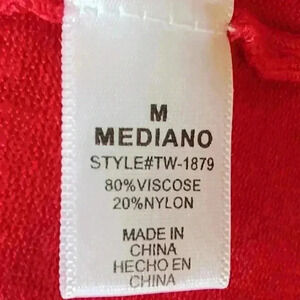 M
MEDIANO
STYLE#TW-1879
80%VISCOSE
20%NYLON
MADE IN
CHINA
HECHO EN
CHINA